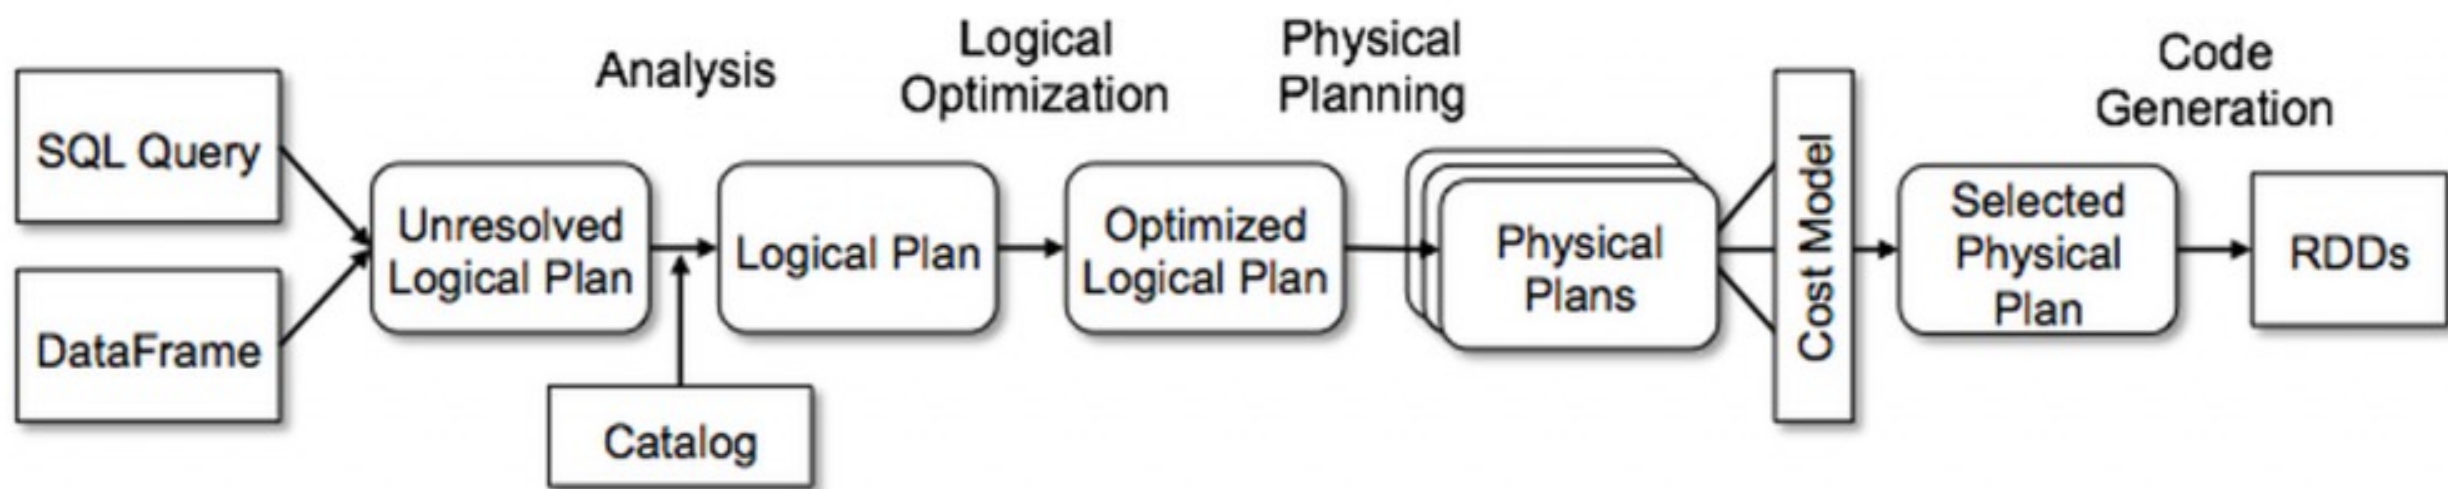 Analysis
Logical
Optimization
Physical
Planning
Code
Generation
SQL Query
DataFrame
Unresolved
Logical Plan
Catalog
Logical Plan
Optimized
Logical Plan
Physical
Plans
Cost Model
Selected
Physical
Plan
RDDs